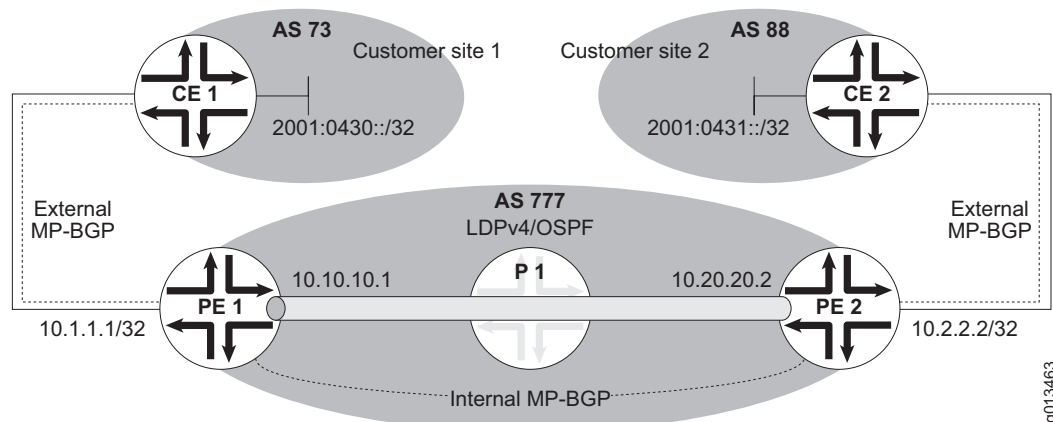 AS 73
Customer site 1
CE 1
2001:0430::/32
Customer site 2
AS 88
CE 2
2001:0431::/32
External
MP-BGP
External
MP-BGP
AS 777
LDPv4/OSPF
P 1
10.10.10.1
10.20.20.2
PE 1
PE 2
10.1.1.1/32
10.2.2.2/32
Internal MP-BGP
g013463